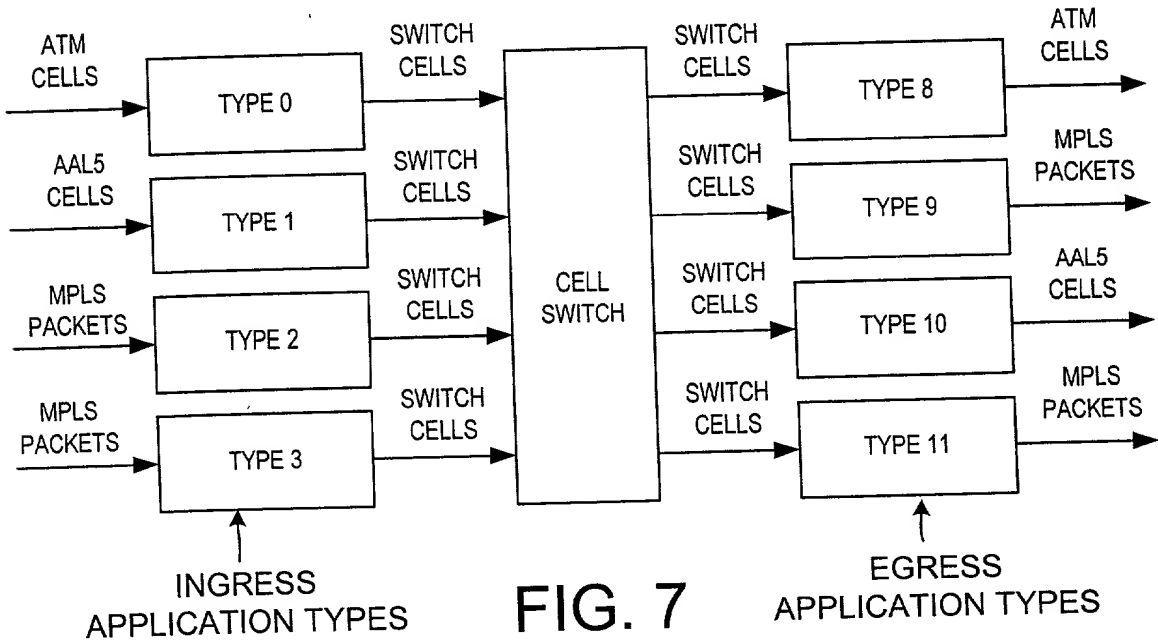 ATM
CELLS
TYPE 0
SWITCH
CELLS
AAL5
CELLS
TYPE 1
SWITCH
CELLS
MPLS
PACKETS
TYPE 2
SWITCH
CELLS
MPLS
PACKETS
TYPE 3
SWITCH
CELLS
CELL
SWITCH
SWITCH
CELLS
TYPE 8
ATM
CELLS
SWITCH
CELLS
TYPE 9
MPLS
PACKETS
SWITCH
CELLS
TYPE 10
AAL5
CELLS
SWITCH
CELLS
TYPE 11
MPLS
PACKETS
INGRESS
APPLICATION TYPES
FIG. 7
EGRESS
APPLICATION TYPES